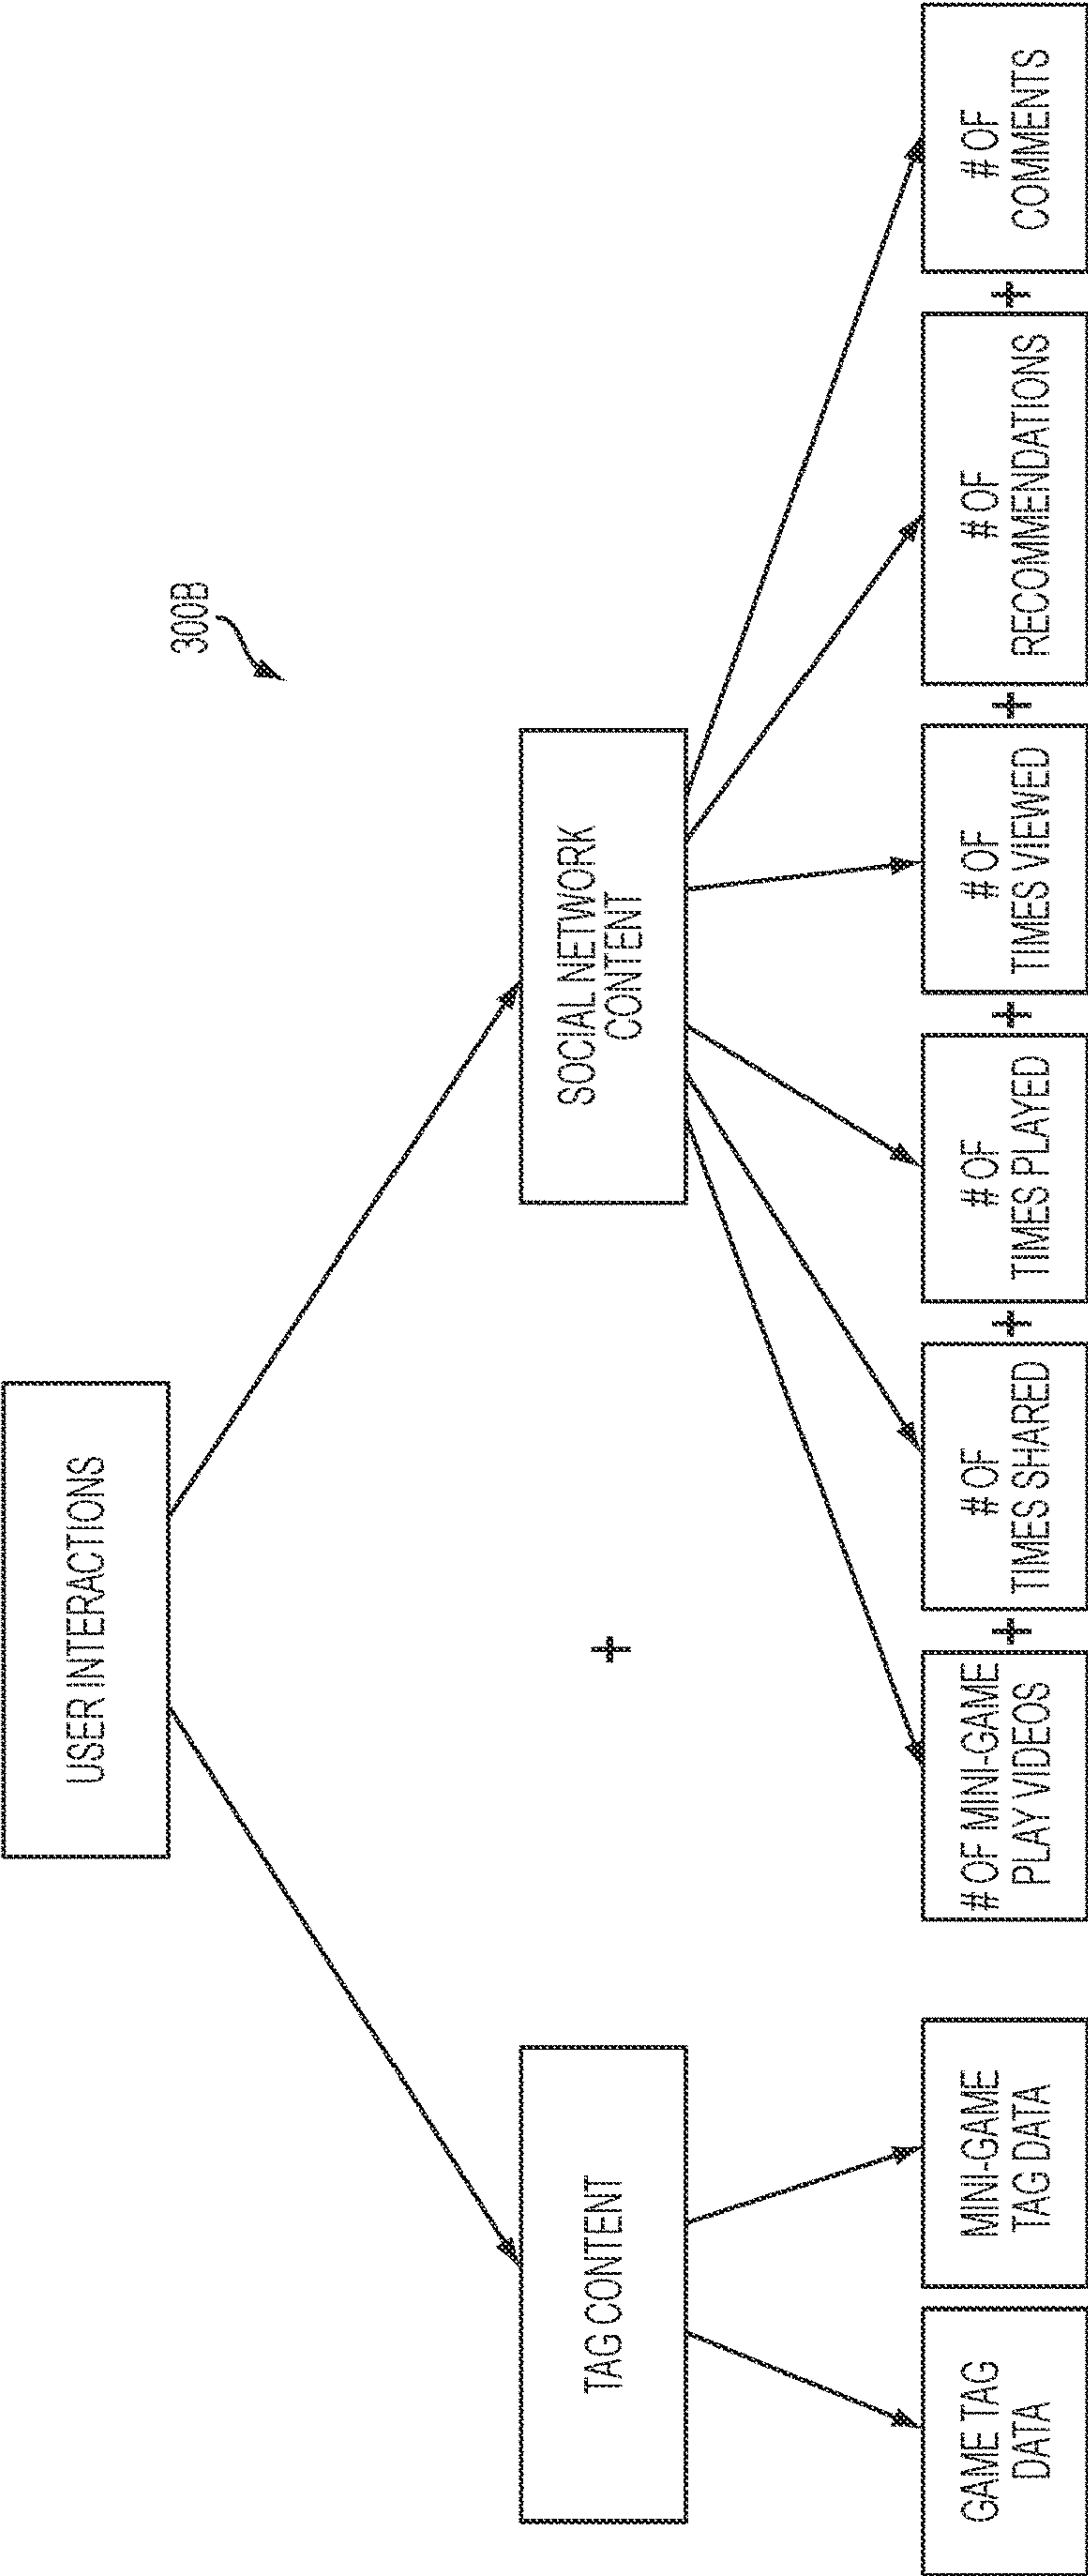 300B
USER INTERACTIONS
TAG CONTENT
+
SOCIAL NETWORK
CONTENT
GAME TAG
DATA
MINI-GAME
TAG DATA
# OF MINI-GAME
PLAY VIDEOS
+
# OF
TIMES SHARED
+
# OF
TIMES PLAYED
+
# OF
TIMES VIEWED
+
# OF
RECOMMENDATIONS
+
# OF
COMMENTS